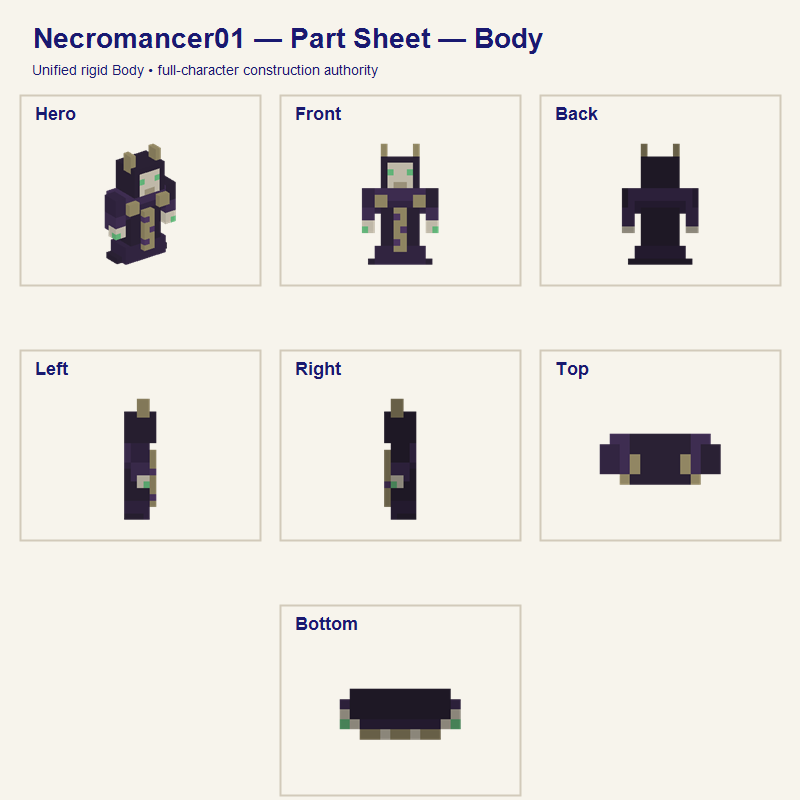 Necromancer01 — Part Sheet — Body
Unified rigid Body • full-character construction authority
Hero
Front
Back
Left
Right
Top
Bottom